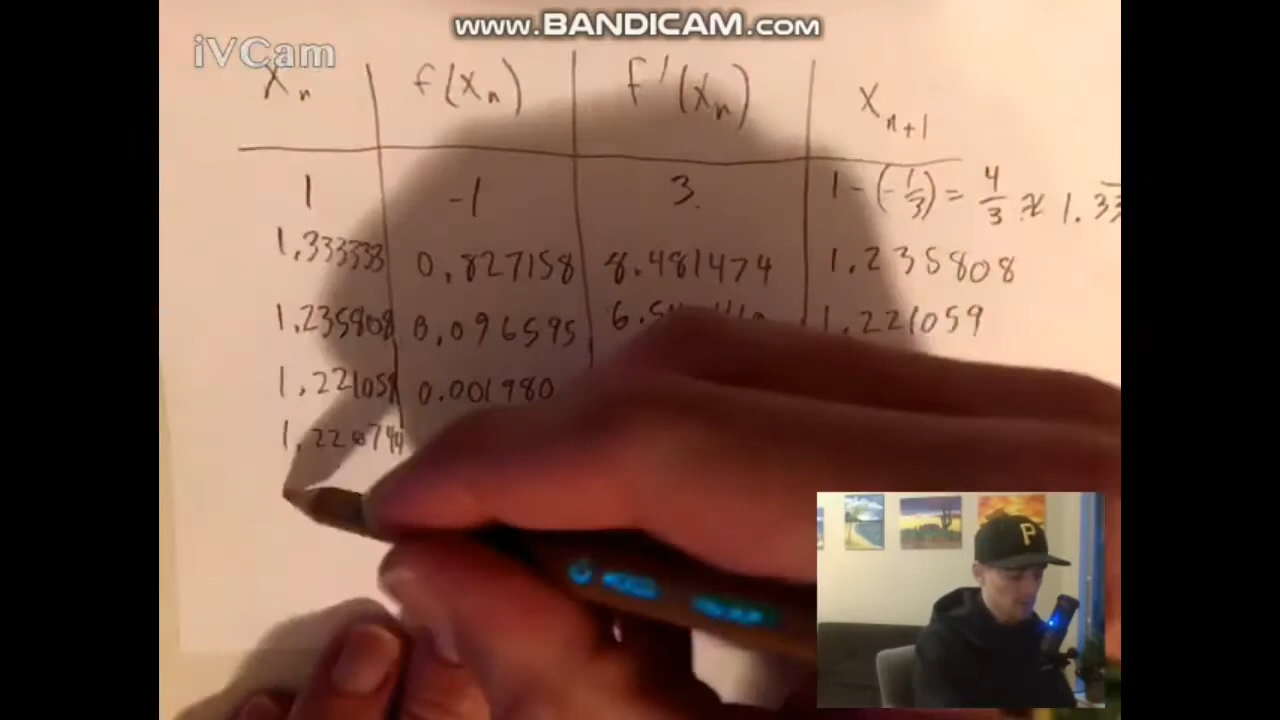 www.BANDICAM.com
iVCam
Xₙ f(Xₙ) f'(Xₙ) Xₙ₊₁
1 -1 3 1-(-1/3) = 4/3 ≈ 1.33
1.333333 0.827158 8.481474 1.235808
1.235808 0.096595 1.221059
1.221059 0.001980
1.220744
P